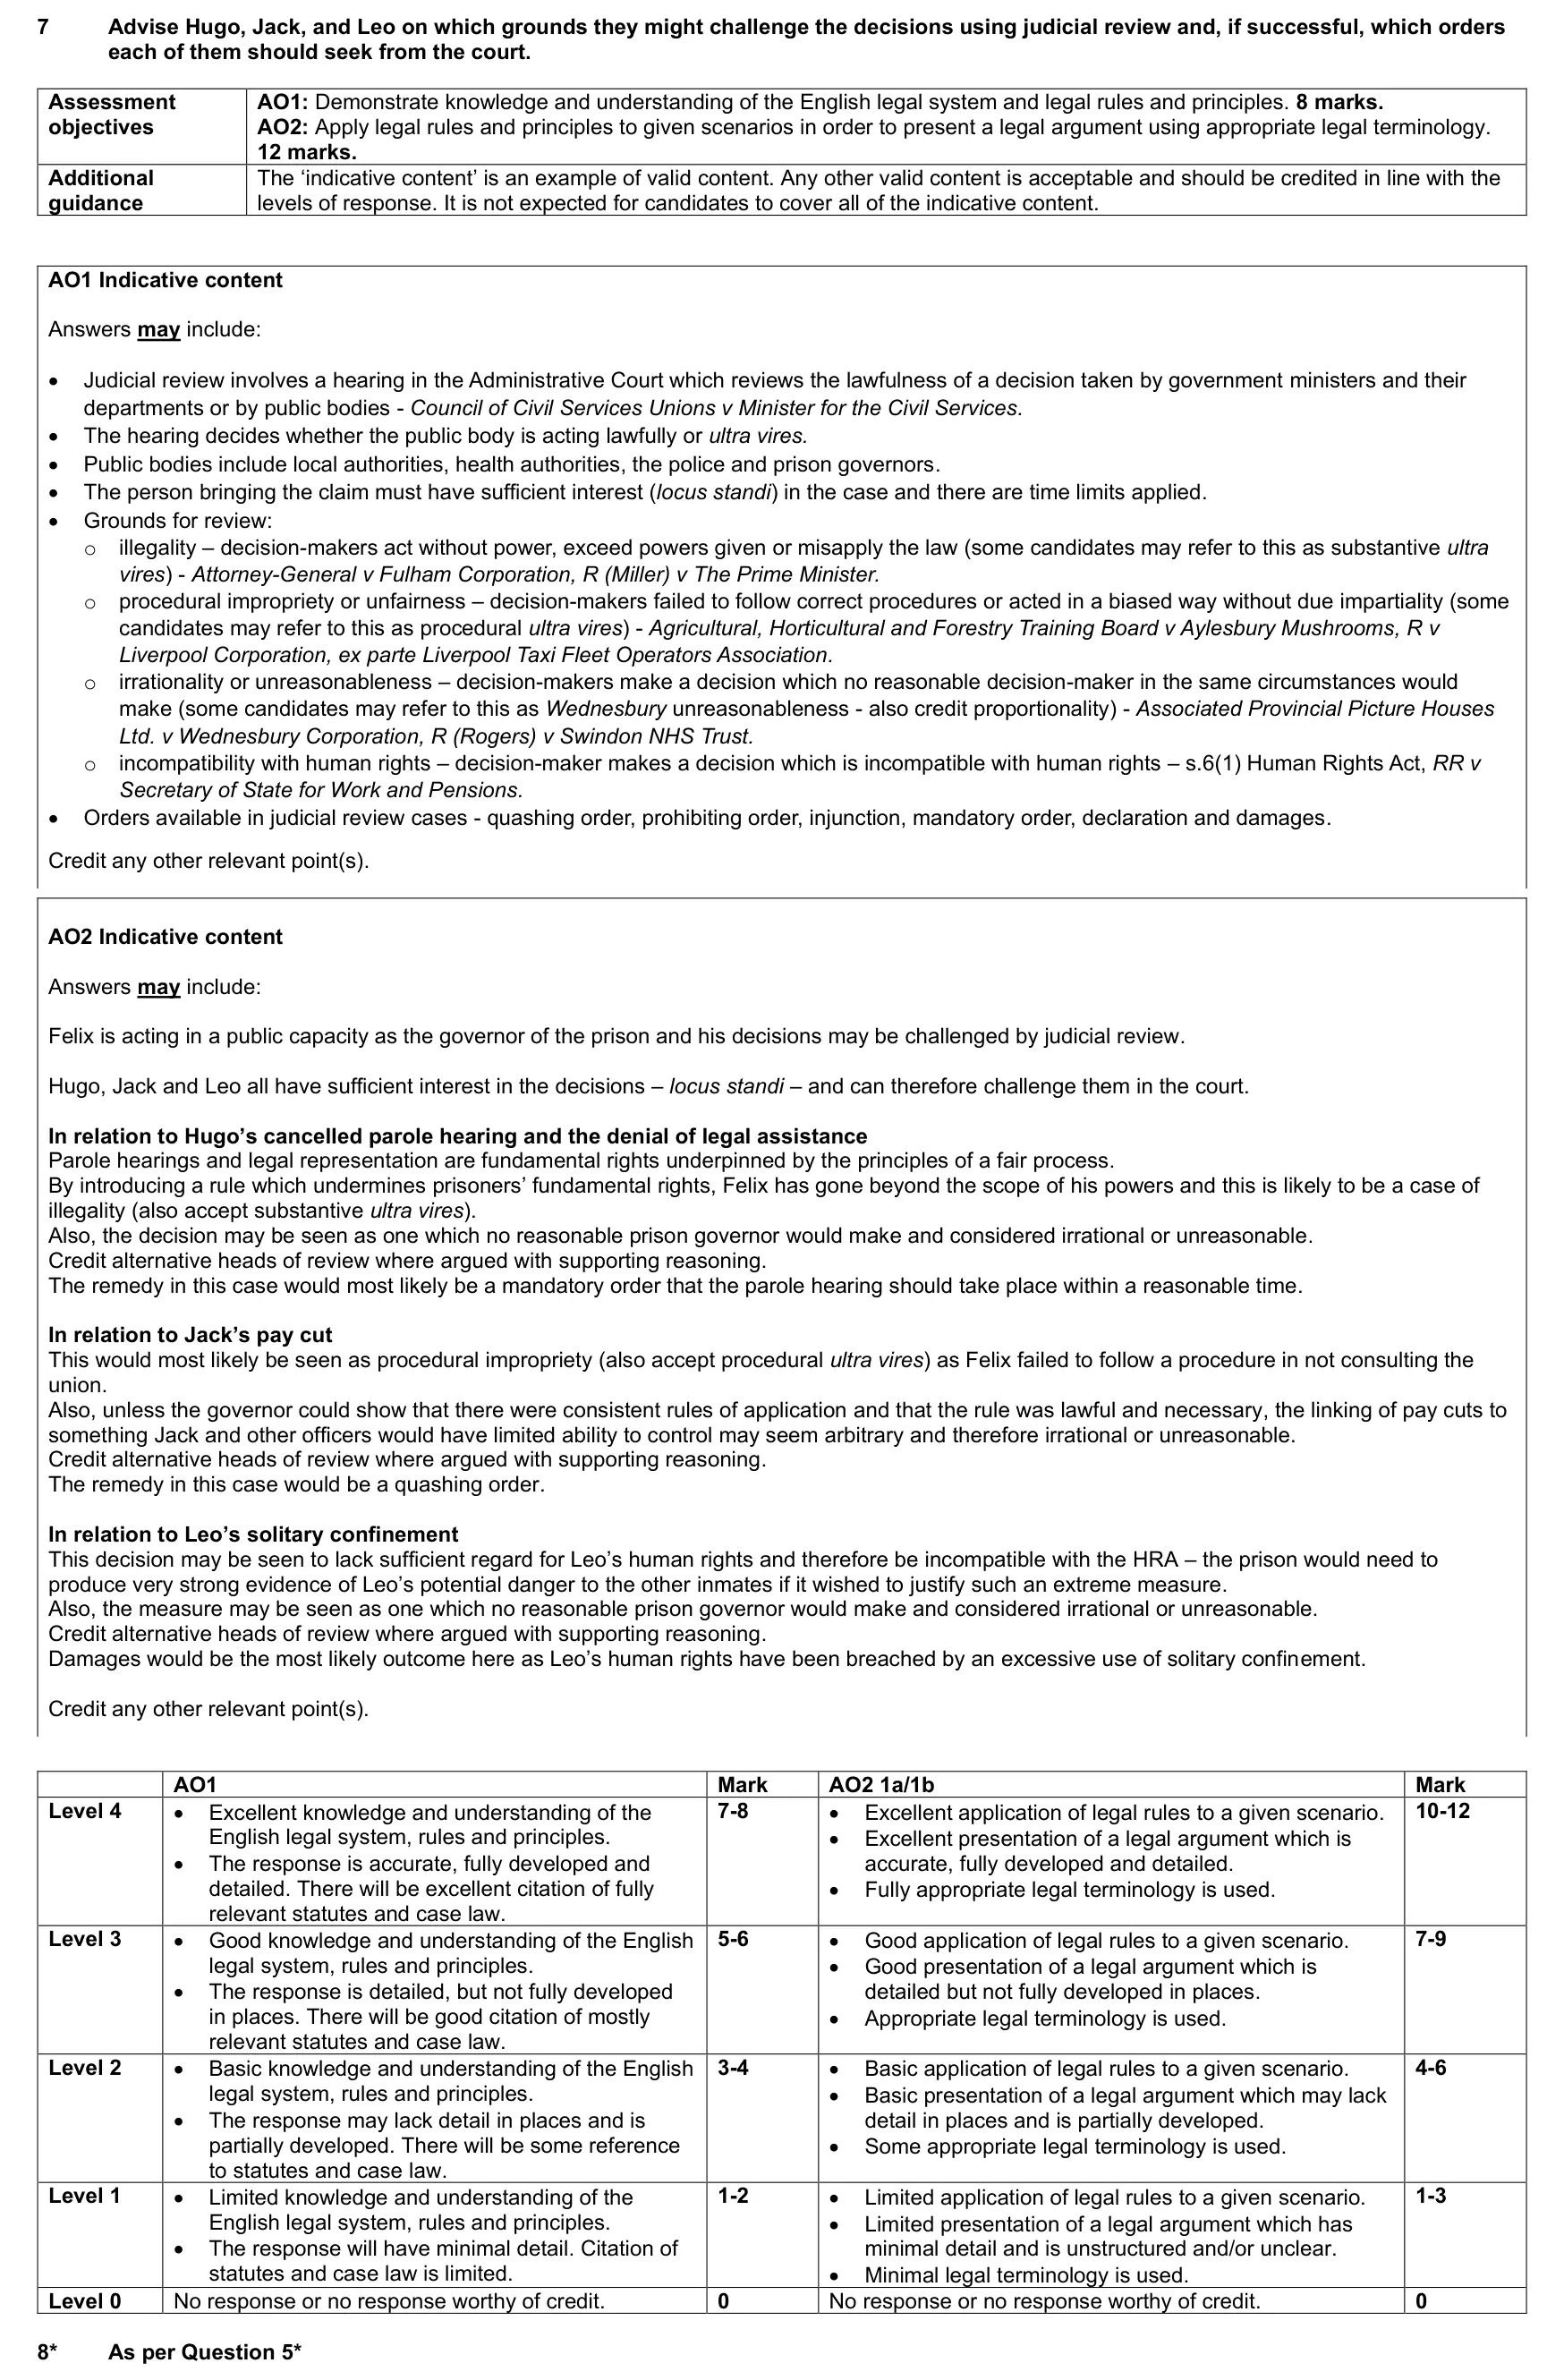 7 Advise Hugo, Jack, and Leo on which grounds they might challenge the decisions using judicial review and, if successful, which orders
each of them should seek from the court.
Assessment
objectives
AO1: Demonstrate knowledge and understanding of the English legal system and legal rules and principles. 8 marks.
AO2: Apply legal rules and principles to given scenarios in order to present a legal argument using appropriate legal terminology.
12 marks.
Additional
guidance
The ‘indicative content’ is an example of valid content. Any other valid content is acceptable and should be credited in line with the
levels of response. It is not expected for candidates to cover all of the indicative content.
AO1 Indicative content
Answers may include:
• Judicial review involves a hearing in the Administrative Court which reviews the lawfulness of a decision taken by government ministers and their
departments or by public bodies - Council of Civil Services Unions v Minister for the Civil Services.
• The hearing decides whether the public body is acting lawfully or ultra vires.
• Public bodies include local authorities, health authorities, the police and prison governors.
• The person bringing the claim must have sufficient interest (locus standi) in the case and there are time limits applied.
• Grounds for review:
o illegality – decision-makers act without power, exceed powers given or misapply the law (some candidates may refer to this as substantive ultra
vires) - Attorney-General v Fulham Corporation, R (Miller) v The Prime Minister.
o procedural impropriety or unfairness – decision-makers failed to follow correct procedures or acted in a biased way without due impartiality (some
candidates may refer to this as procedural ultra vires) - Agricultural, Horticultural and Forestry Training Board v Aylesbury Mushrooms, R v
Liverpool Corporation, ex parte Liverpool Taxi Fleet Operators Association.
o irrationality or unreasonableness – decision-makers make a decision which no reasonable decision-maker in the same circumstances would
make (some candidates may refer to this as Wednesbury unreasonableness - also credit proportionality) - Associated Provincial Picture Houses
Ltd. v Wednesbury Corporation, R (Rogers) v Swindon NHS Trust.
o incompatibility with human rights – decision-maker makes a decision which is incompatible with human rights – s.6(1) Human Rights Act, RR v
Secretary of State for Work and Pensions.
• Orders available in judicial review cases - quashing order, prohibiting order, injunction, mandatory order, declaration and damages.
Credit any other relevant point(s).
AO2 Indicative content
Answers may include:
Felix is acting in a public capacity as the governor of the prison and his decisions may be challenged by judicial review.
Hugo, Jack and Leo all have sufficient interest in the decisions – locus standi – and can therefore challenge them in the court.
In relation to Hugo’s cancelled parole hearing and the denial of legal assistance
Parole hearings and legal representation are fundamental rights underpinned by the principles of a fair process.
By introducing a rule which undermines prisoners’ fundamental rights, Felix has gone beyond the scope of his powers and this is likely to be a case of
illegality (also accept substantive ultra vires).
Also, the decision may be seen as one which no reasonable prison governor would make and considered irrational or unreasonable.
Credit alternative heads of review where argued with supporting reasoning.
The remedy in this case would most likely be a mandatory order that the parole hearing should take place within a reasonable time.
In relation to Jack’s pay cut
This would most likely be seen as procedural impropriety (also accept procedural ultra vires) as Felix failed to follow a procedure in not consulting the
union.
Also, unless the governor could show that there were consistent rules of application and that the rule was lawful and necessary, the linking of pay cuts to
something Jack and other officers would have limited ability to control may seem arbitrary and therefore irrational or unreasonable.
Credit alternative heads of review where argued with supporting reasoning.
The remedy in this case would be a quashing order.
In relation to Leo’s solitary confinement
This decision may be seen to lack sufficient regard for Leo’s human rights and therefore be incompatible with the HRA – the prison would need to
produce very strong evidence of Leo’s potential danger to the other inmates if it wished to justify such an extreme measure.
Also, the measure may be seen as one which no reasonable prison governor would make and considered irrational or unreasonable.
Credit alternative heads of review where argued with supporting reasoning.
Damages would be the most likely outcome here as Leo’s human rights have been breached by an excessive use of solitary confinement.
Credit any other relevant point(s).
AO1 Mark AO2 1a/1b Mark
Level 4
• Excellent knowledge and understanding of the
English legal system, rules and principles.
• The response is accurate, fully developed and
detailed. There will be excellent citation of fully
relevant statutes and case law.
7-8
• Excellent application of legal rules to a given scenario.
• Excellent presentation of a legal argument which is
accurate, fully developed and detailed.
• Fully appropriate legal terminology is used.
10-12
Level 3
• Good knowledge and understanding of the English
legal system, rules and principles.
• The response is detailed, but not fully developed
in places. There will be good citation of mostly
relevant statutes and case law.
5-6
• Good application of legal rules to a given scenario.
• Good presentation of a legal argument which is
detailed but not fully developed in places.
• Appropriate legal terminology is used.
7-9
Level 2
• Basic knowledge and understanding of the English
legal system, rules and principles.
• The response may lack detail in places and is
partially developed. There will be some reference
to statutes and case law.
3-4
• Basic application of legal rules to a given scenario.
• Basic presentation of a legal argument which may lack
detail in places and is partially developed.
• Some appropriate legal terminology is used.
4-6
Level 1
• Limited knowledge and understanding of the
English legal system, rules and principles.
• The response will have minimal detail. Citation of
statutes and case law is limited.
1-2
• Limited application of legal rules to a given scenario.
• Limited presentation of a legal argument which has
minimal detail and is unstructured and/or unclear.
• Minimal legal terminology is used.
1-3
Level 0
No response or no response worthy of credit.
0
No response or no response worthy of credit.
0
8* As per Question 5*